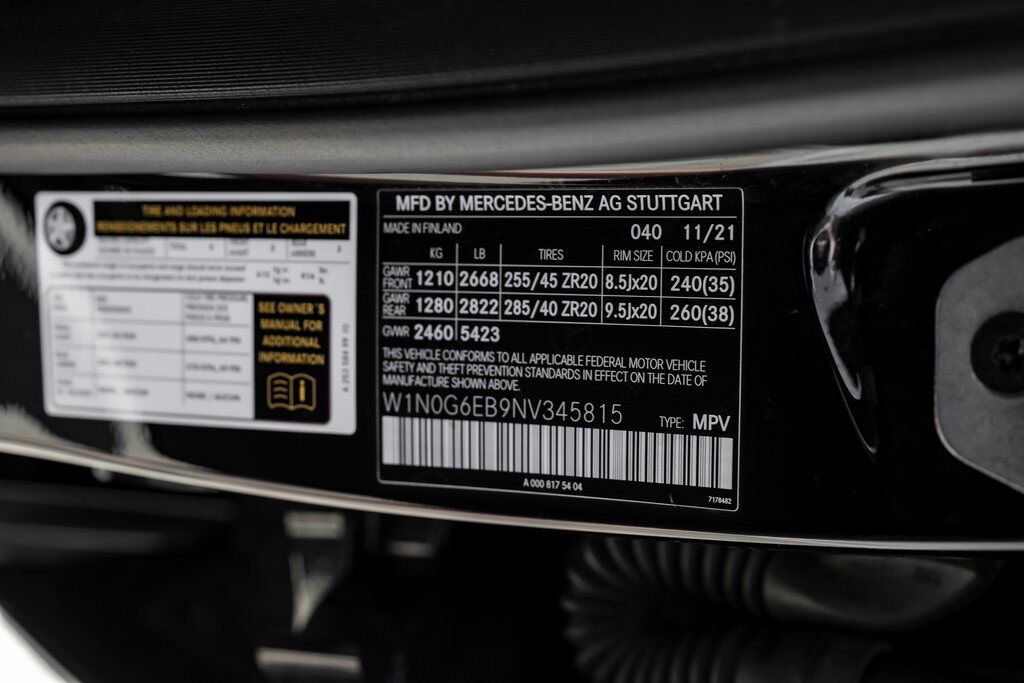 TIRE AND LOADING INFORMATION
RENSEIGNEMENTS SUR LES PNEUS ET LE CHARGEMENT
SEE OWNER'S
MANUAL FOR
ADDITIONAL
INFORMATION
A 253 584 99 10
MFD BY MERCEDES-BENZ AG STUTTGART
MADE IN FINLAND 040 11/21
KG LB TIRES RIM SIZE COLD KPA (PSI)
GAWR FRONT 1210 2668 255/45 ZR20 8.5Jx20 240(35)
GAWR REAR 1280 2822 285/40 ZR20 9.5Jx20 260(38)
GVWR 2460 5423
THIS VEHICLE CONFORMS TO ALL APPLICABLE FEDERAL MOTOR VEHICLE
SAFETY AND THEFT PREVENTION STANDARDS IN EFFECT ON THE DATE OF
MANUFACTURE SHOWN ABOVE.
W1N0G6EB9NV345815 TYPE: MPV
A 000 817 54 04
7178482